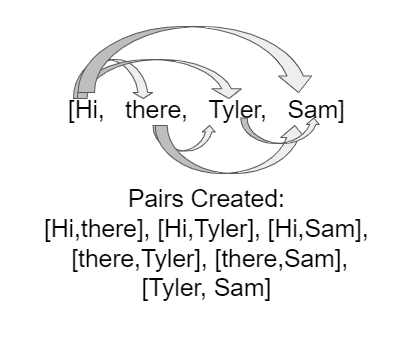 [Hi, there, Tyler, Sam]
Pairs Created:
[Hi,there], [Hi,Tyler], [Hi,Sam],
[there,Tyler], [there,Sam],
[Tyler, Sam]